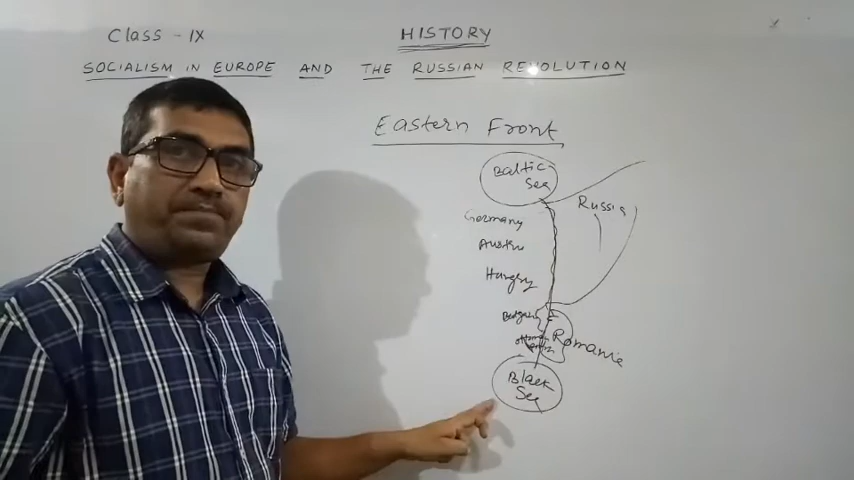 Class - IX
HISTORY
SOCIALISM IN EUROPE AND THE RUSSIAN REVOLUTION
Eastern Front
Baltic
Sea
Russia
Germany
Austria
Hungry
Romania
Black
Sea